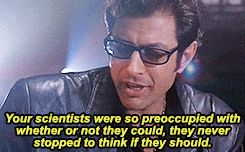 Your scientists were so preoccupied with
whether or not they could, they never
stopped to think if they should.